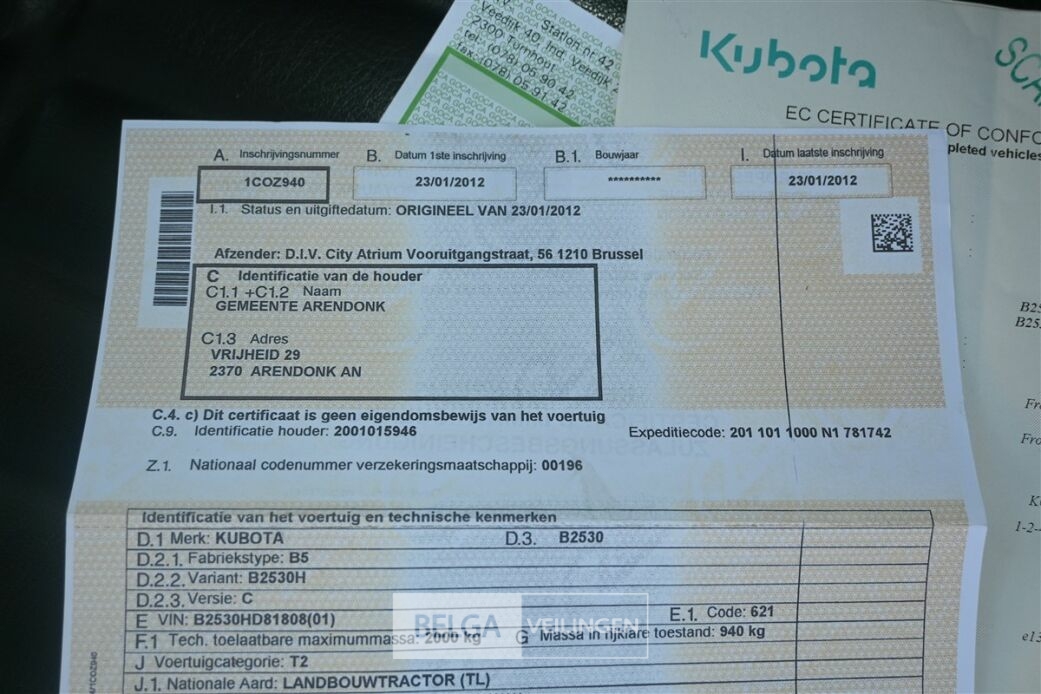 Station nr 42
Veedijk 40, Ind. Veedijk
2300 Turnhout
tel. (078) 05 90 42
fax (078) 05 91 42
Kubota
EC CERTIFICATE OF CONFO
pleted vehicles
A. Inschrijvingsnummer B. Datum 1ste inschrijving B.1. Bouwjaar I. Datum laatste inschrijving
1COZ940 23/01/2012 ********** 23/01/2012
I.1. Status en uitgiftedatum: ORIGINEEL VAN 23/01/2012
Afzender: D.I.V. City Atrium Vooruitgangstraat, 56 1210 Brussel
C Identificatie van de houder
C1.1 +C1.2 Naam
GEMEENTE ARENDONK
C1.3 Adres
VRIJHEID 29
2370 ARENDONK AN
C.4. c) Dit certificaat is geen eigendomsbewijs van het voertuig
C.9. Identificatie houder: 2001015946 Expeditiecode: 201 101 1000 N1 781742
Z.1. Nationaal codenummer verzekeringsmaatschappij: 00196
Identificatie van het voertuig en technische kenmerken
D.1 Merk: KUBOTA D.3. B2530
D.2.1. Fabriekstype: B5
D.2.2. Variant: B2530H
D.2.3. Versie: C
E VIN: B2530HD81808(01) E.1. Code: 621
F.1 Tech. toelaatbare maximummassa: 2000 kg G Massa in rijklare toestand: 940 kg
J Voertuigcategorie: T2
J.1. Nationale Aard: LANDBOUWTRACTOR (TL)
BELGA VEILINGEN